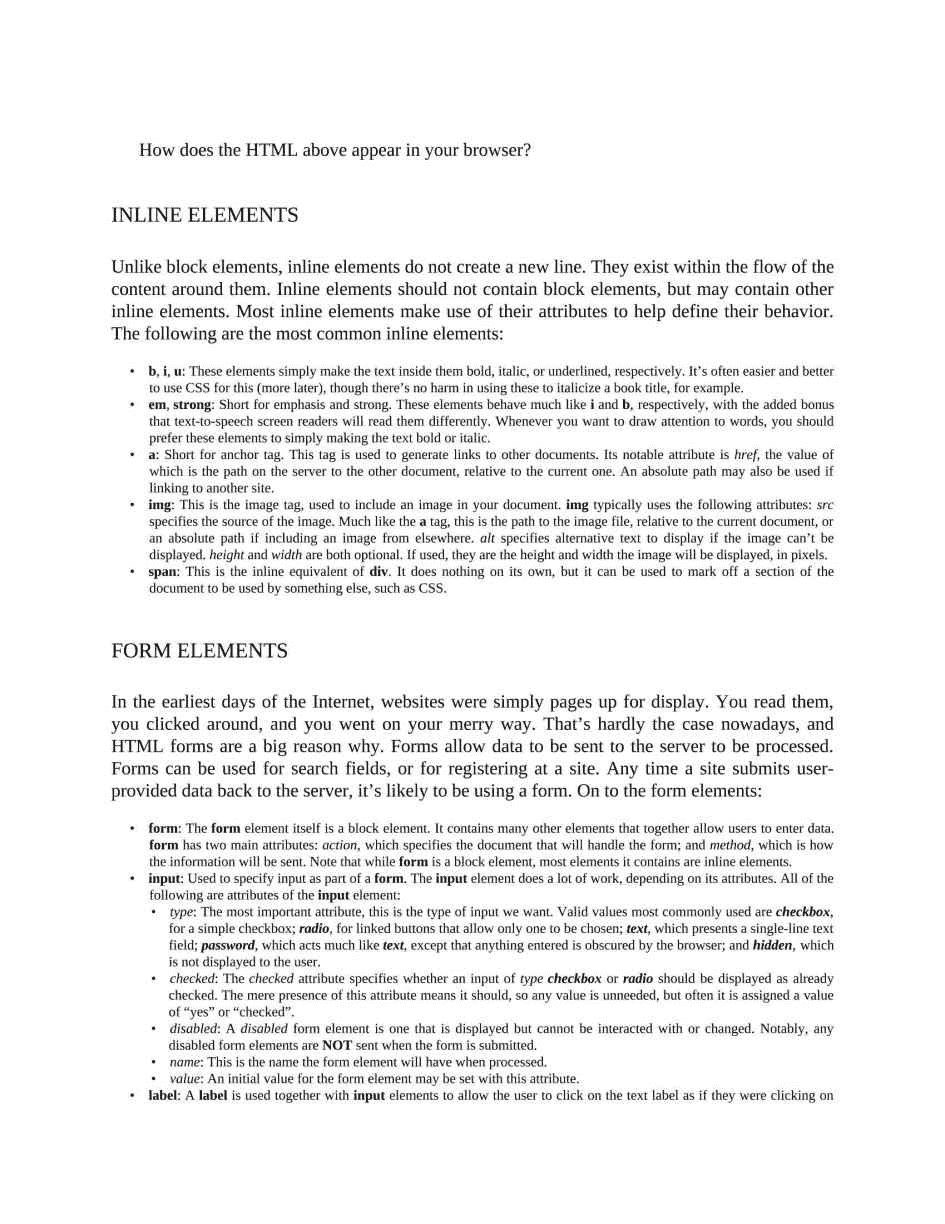 How does the HTML above appear in your browser?
INLINE ELEMENTS
Unlike block elements, inline elements do not create a new line. They exist within the flow of the
content around them. Inline elements should not contain block elements, but may contain other
inline elements. Most inline elements make use of their attributes to help define their behavior.
The following are the most common inline elements:
• b, i, u: These elements simply make the text inside them bold, italic, or underlined, respectively. It’s often easier and better
to use CSS for this (more later), though there’s no harm in using these to italicize a book title, for example.
• em, strong: Short for emphasis and strong. These elements behave much like i and b, respectively, with the added bonus
that text-to-speech screen readers will read them differently. Whenever you want to draw attention to words, you should
prefer these elements to simply making the text bold or italic.
• a: Short for anchor tag. This tag is used to generate links to other documents. Its notable attribute is href, the value of
which is the path on the server to the other document, relative to the current one. An absolute path may also be used if
linking to another site.
• img: This is the image tag, used to include an image in your document. img typically uses the following attributes: src
specifies the source of the image. Much like the a tag, this is the path to the image file, relative to the current document, or
an absolute path if including an image from elsewhere. alt specifies alternative text to display if the image can’t be
displayed. height and width are both optional. If used, they are the height and width the image will be displayed, in pixels.
• span: This is the inline equivalent of div. It does nothing on its own, but it can be used to mark off a section of the
document to be used by something else, such as CSS.
FORM ELEMENTS
In the earliest days of the Internet, websites were simply pages up for display. You read them,
you clicked around, and you went on your merry way. That’s hardly the case nowadays, and
HTML forms are a big reason why. Forms allow data to be sent to the server to be processed.
Forms can be used for search fields, or for registering at a site. Any time a site submits user-
provided data back to the server, it’s likely to be using a form. On to the form elements:
• form: The form element itself is a block element. It contains many other elements that together allow users to enter data.
form has two main attributes: action, which specifies the document that will handle the form; and method, which is how
the information will be sent. Note that while form is a block element, most elements it contains are inline elements.
• input: Used to specify input as part of a form. The input element does a lot of work, depending on its attributes. All of the
following are attributes of the input element:
• type: The most important attribute, this is the type of input we want. Valid values most commonly used are checkbox,
for a simple checkbox; radio, for linked buttons that allow only one to be chosen; text, which presents a single-line text
field; password, which acts much like text, except that anything entered is obscured by the browser; and hidden, which
is not displayed to the user.
• checked: The checked attribute specifies whether an input of type checkbox or radio should be displayed as already
checked. The mere presence of this attribute means it should, so any value is unneeded, but often it is assigned a value
of “yes” or “checked”.
• disabled: A disabled form element is one that is displayed but cannot be interacted with or changed. Notably, any
disabled form elements are NOT sent when the form is submitted.
• name: This is the name the form element will have when processed.
• value: An initial value for the form element may be set with this attribute.
• label: A label is used together with input elements to allow the user to click on the text label as if they were clicking on